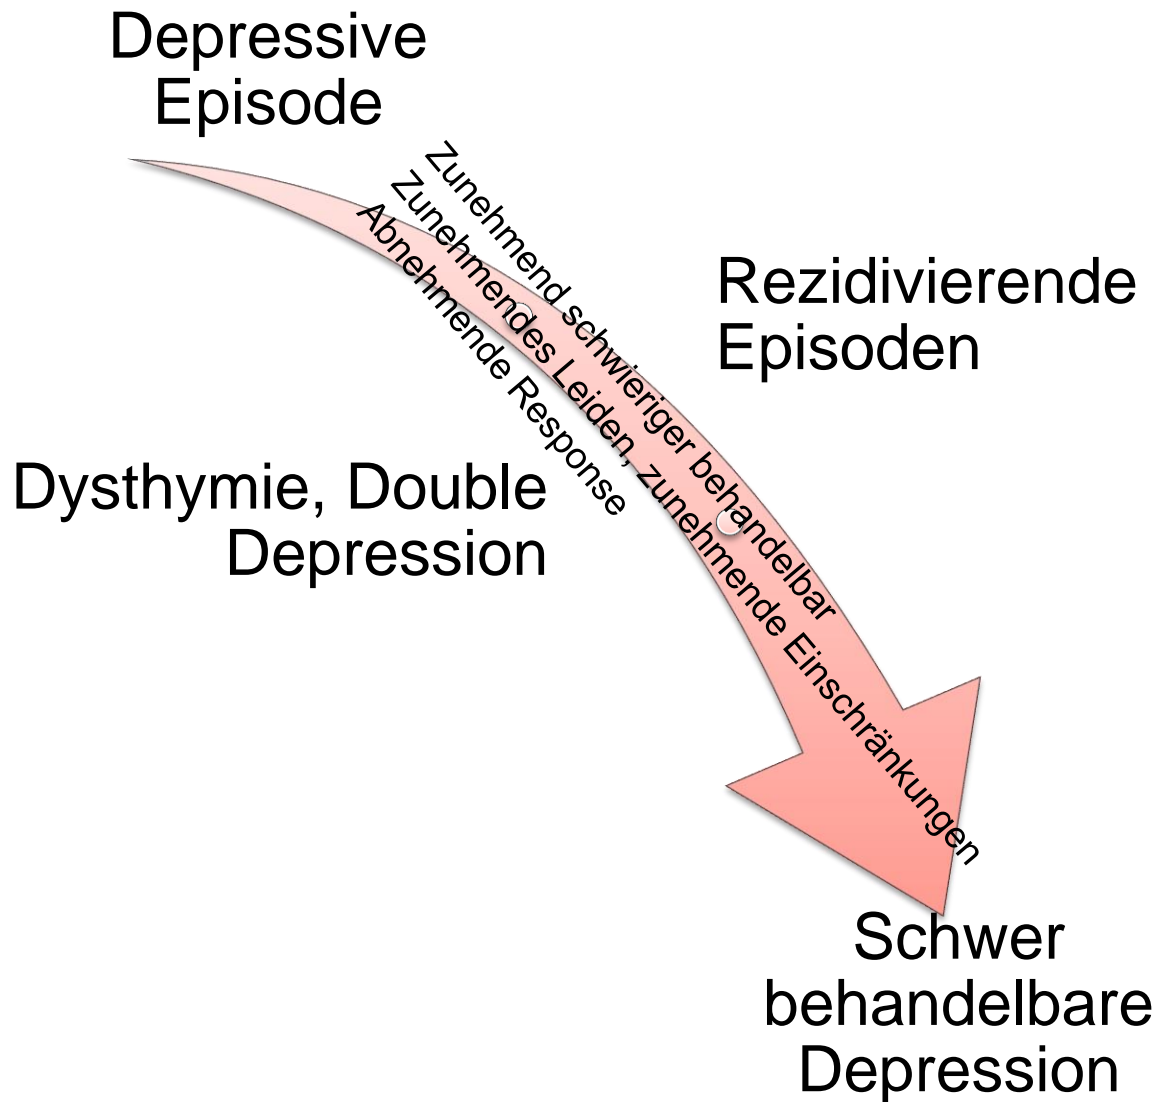 Depressive
Episode
Zunehmend schwieriger behandelbar
Zunehmendes Leiden, zunehmende Einschränkungen
Abnehmende Response
Rezidivierende
Episoden
Dysthymie, Double
Depression
Schwer
behandelbare
Depression